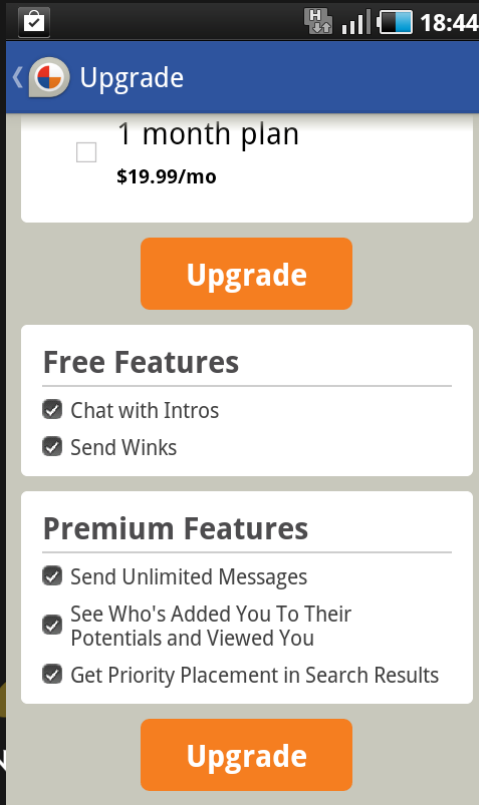 H
18:44
Upgrade
1 month plan
$19.99/mo
Upgrade
Free Features
Chat with Intros
Send Winks
Premium Features
Send Unlimited Messages
See Who's Added You To Their
Potentials and Viewed You
Get Priority Placement in Search Results
Upgrade